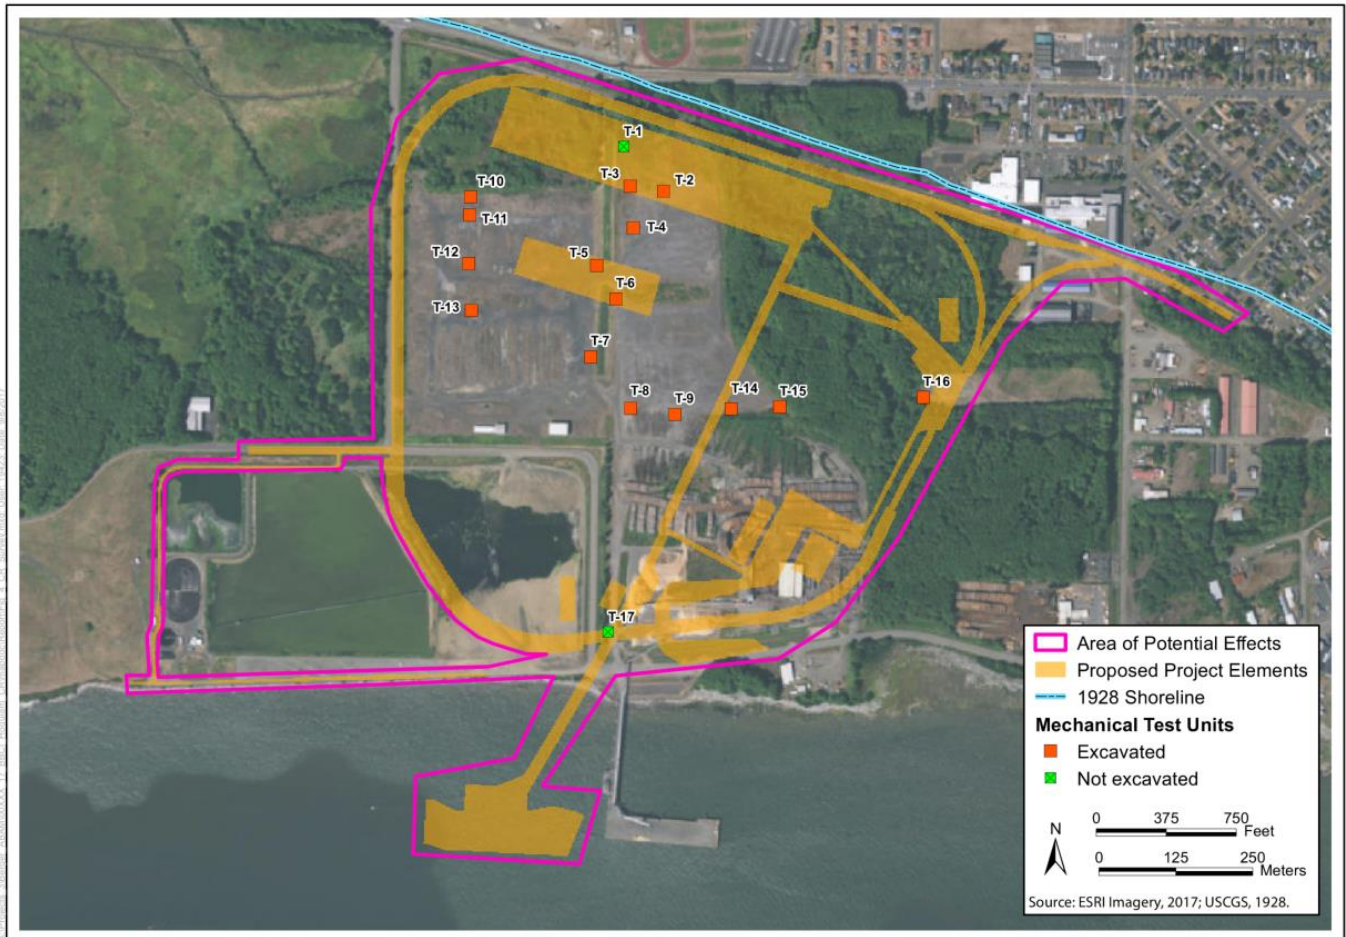 T-1
T-3
T-2
T-10
T-11
T-4
T-12
T-5
T-6
T-13
T-7
T-8
T-9
T-14
T-15
T-16
T-17
Area of Potential Effects
Proposed Project Elements
1928 Shoreline
Mechanical Test Units
Excavated
Not excavated
N
0 375 750
Feet
0 125 250
Meters
Source: ESRI Imagery, 2017; USCGS, 1928.